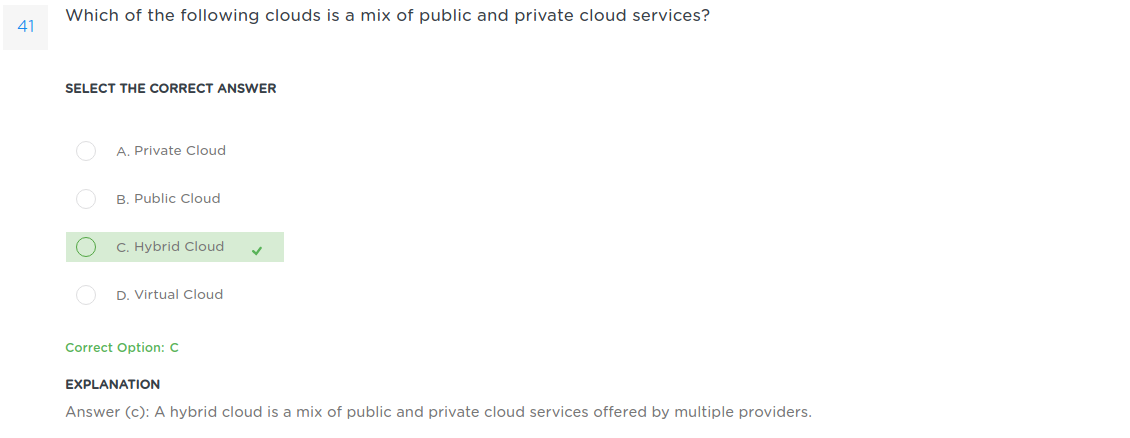 41
Which of the following clouds is a mix of public and private cloud services?
SELECT THE CORRECT ANSWER
A. Private Cloud
B. Public Cloud
C. Hybrid Cloud
D. Virtual Cloud
Correct Option: C
EXPLANATION
Answer (c): A hybrid cloud is a mix of public and private cloud services offered by multiple providers.